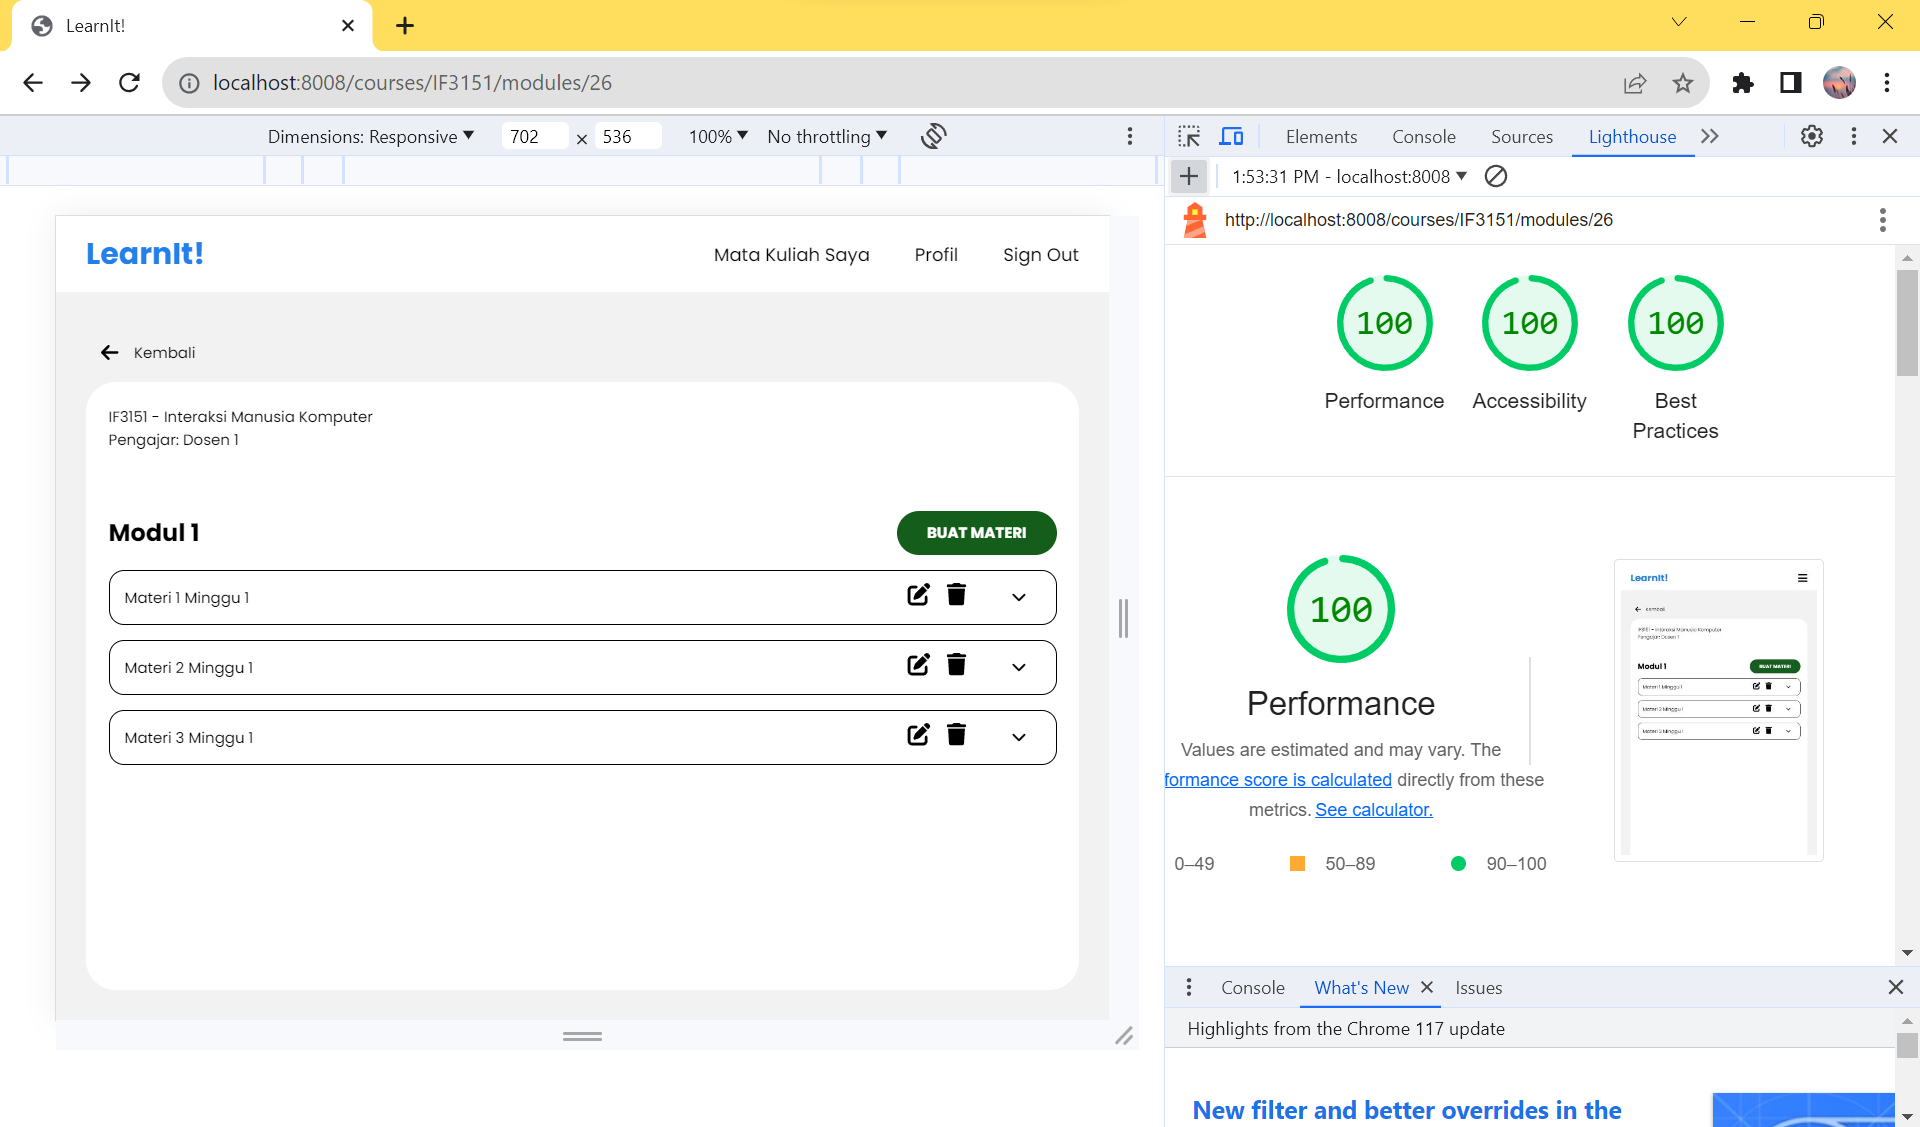 LearnIt!
localhost:8008/courses/IF3151/modules/26
Dimensions: Responsive 702 × 536 100% No throttling
Elements Console Sources Lighthouse
1:53:31 PM - localhost:8008
http://localhost:8008/courses/IF3151/modules/26
LearnIt!
Mata Kuliah Saya Profil Sign Out
Kembali
IF3151 - Interaksi Manusia Komputer
Pengajar: Dosen 1
Modul 1
BUAT MATERI
Materi 1 Minggu 1
Materi 2 Minggu 1
Materi 3 Minggu 1
100 100 100
Performance Accessibility Best
Practices
100
Performance
Values are estimated and may vary. The
formance score is calculated directly from these
metrics. See calculator.
0–49 50–89 90–100
LearnIt!
Kembali
IF3151 - Interaksi Manusia Komputer
Pengajar: Dosen 1
Modul 1
BUAT MATERI
Materi 1 Minggu 1
Materi 2 Minggu 1
Materi 3 Minggu 1
Console What's New Issues
Highlights from the Chrome 117 update
New filter and better overrides in the